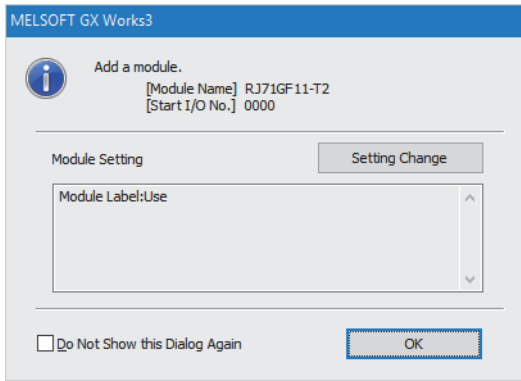 MELSOFT GX Works3
Add a module.
[Module Name] RJ71GF11-T2
[Start I/O No.] 0000
Module Setting
Setting Change
Module Label:Use
Do Not Show this Dialog Again
OK